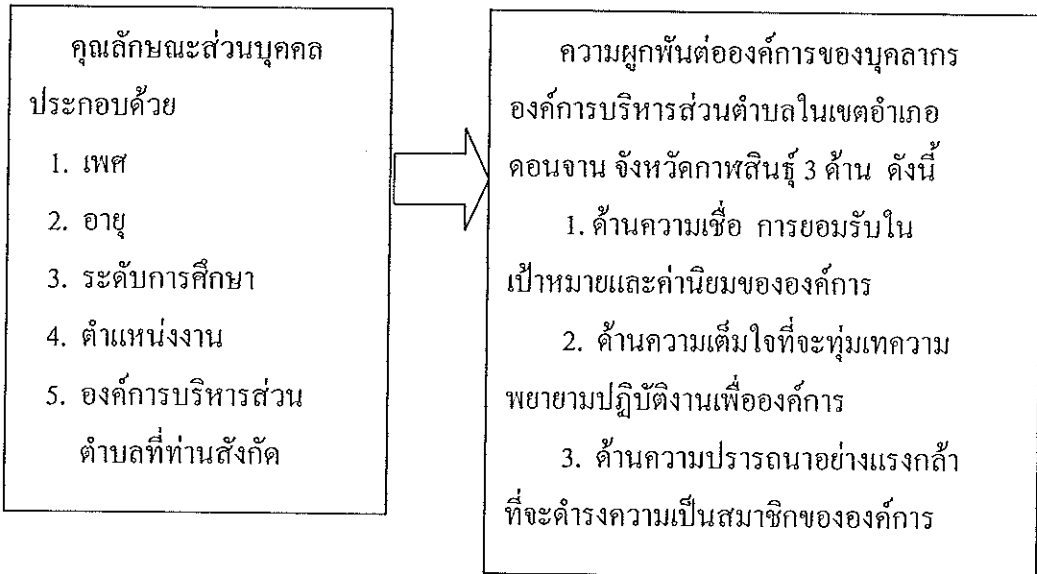 คุณลักษณะส่วนบุคคล
ประกอบด้วย
1. เพศ
2. อายุ
3. ระดับการศึกษา
4. ตำแหน่งงาน
5. องค์การบริหารส่วน
ตำบลที่ท่านสังกัด
ความผูกพันต่อองค์การของบุคลากร
องค์การบริหารส่วนตำบลในเขตอำเภอ
ดอนจาน จังหวัดกาฬสินธุ์ 3 ด้าน ดังนี้
1. ด้านความเชื่อ การยอมรับใน
เป้าหมายและค่านิยมขององค์การ
2. ด้านความเต็มใจที่จะทุ่มเทความ
พยายามปฏิบัติงานเพื่อองค์การ
3. ด้านความปรารถนาอย่างแรงกล้า
ที่จะดำรงความเป็นสมาชิกขององค์การ